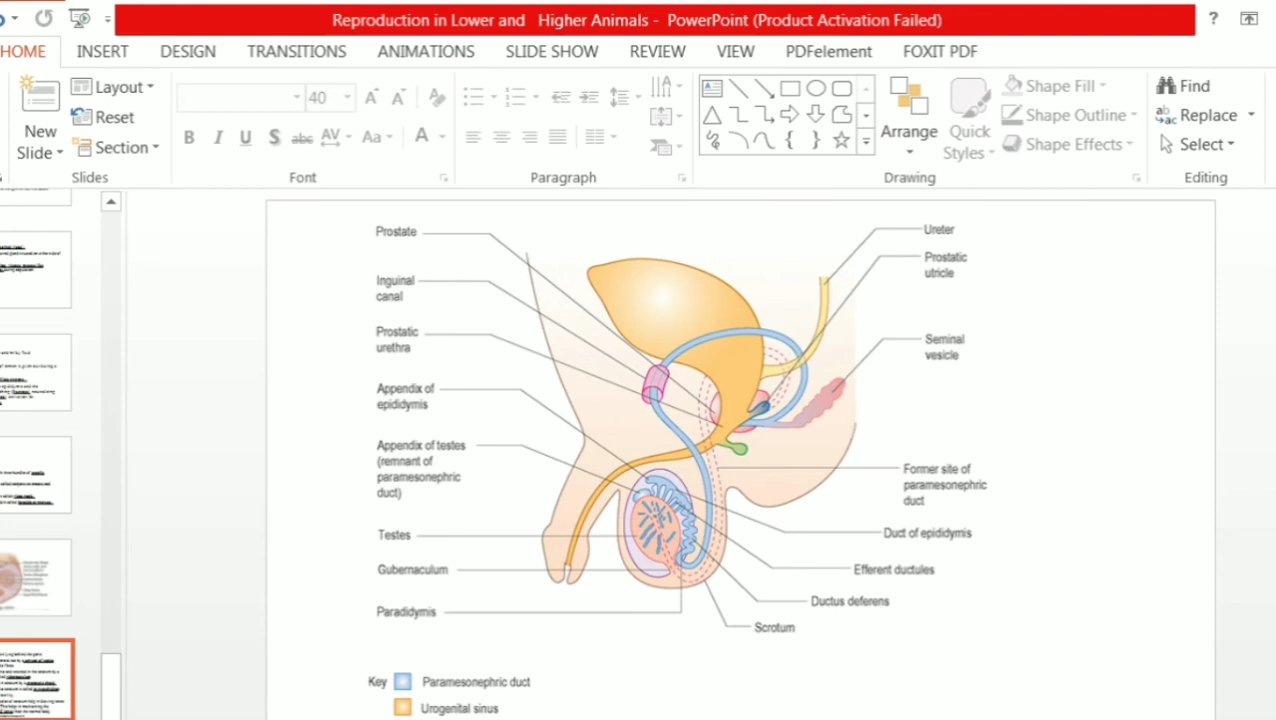 Reproduction in Lower and Higher Animals - PowerPoint (Product Activation Failed)
?
HOME INSERT DESIGN TRANSITIONS ANIMATIONS SLIDE SHOW REVIEW VIEW PDFelement FOXIT PDF
New Slide
Layout
Reset
Section
Slides
40
B I U S abc AV Aa A
Font
Paragraph
Arrange
Quick Styles
Shape Fill
Shape Outline
Shape Effects
Drawing
Find
Replace
Select
Editing
Prostate
Inguinal
canal
Prostatic
urethra
Appendix of
epididymis
Appendix of testes
(remnant of
paramesonephric
duct)
Testes
Gubernaculum
Paradidymis
Ureter
Prostatic
utricle
Seminal
vesicle
Former site of
paramesonephric
duct
Duct of epididymis
Efferent ductules
Ductus deferens
Scrotum
Key
Paramesonephric duct
Urogenital sinus